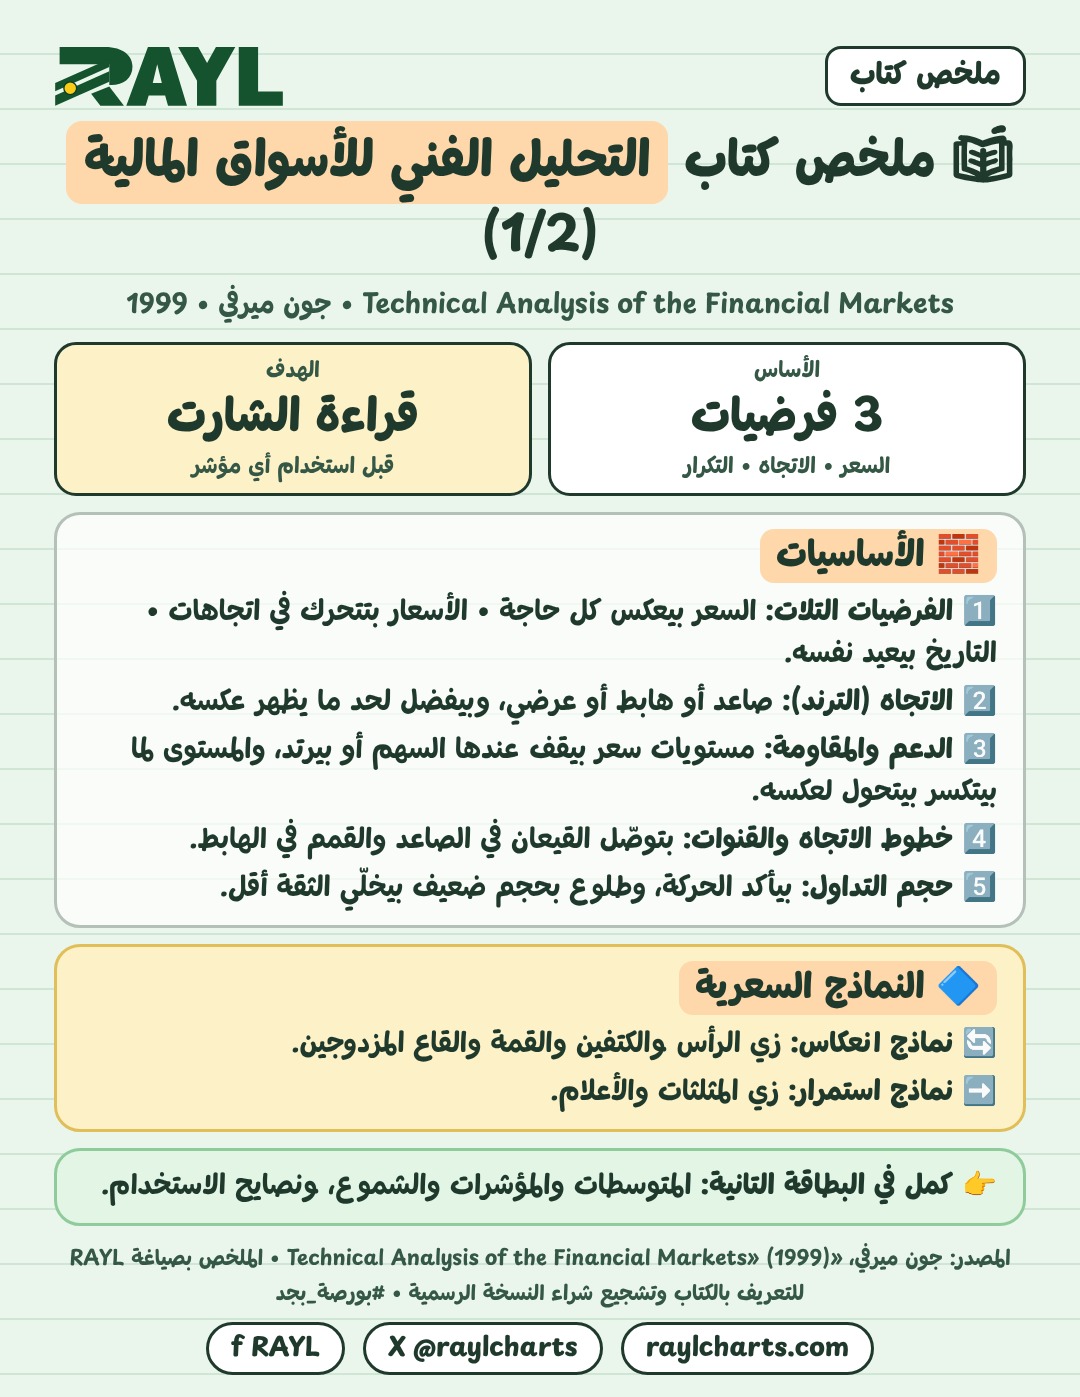 RAYL
ملخص كتاب
ملخص كتاب التحليل الفني للأسواق المالية
(1/2)
Technical Analysis of the Financial Markets • جون ميرفي • 1999
الأساس
3 فرضيات
السعر • الاتجاه • التكرار
الهدف
قراءة الشارت
قبل استخدام أي مؤشر
🧱 الأساسيات
1️⃣ الفرضيات التلات: السعر بيعكس كل حاجة • الأسعار بتتحرك في اتجاهات •
التاريخ بيعيد نفسه.
2️⃣ الاتجاه (الترند): صاعد أو هابط أو عرضي، وبيفضل لحد ما يظهر عكسه.
3️⃣ الدعم والمقاومة: مستويات سعر بيقف عندها السهم أو بيرتد، والمستوى لما
بيتكسر بيتحول لعكسه.
4️⃣ خطوط الاتجاه والقنوات: بتوصّل القيعان في الصاعد والقمم في الهابط.
5️⃣ حجم التداول: بيأكد الحركة، وطلوع بحجم ضعيف بيخلّي الثقة أقل.
🔷 النماذج السعرية
🔄 نماذج انعكاس: زي الرأس والكتفين والقمة والقاع المزدوجين.
➡️ نماذج استمرار: زي المثلثات والأعلام.
👉 كمل في البطاقة التانية: المتوسطات والمؤشرات والشموع، ونصايح الاستخدام.
المصدر: جون ميرفي، «Technical Analysis of the Financial Markets» (1999) • الملخص بصياغة RAYL
للتعريف بالكتاب وتشجيع شراء النسخة الرسمية • #بورصة_بجد
f RAYL
X @raylcharts
raylcharts.com